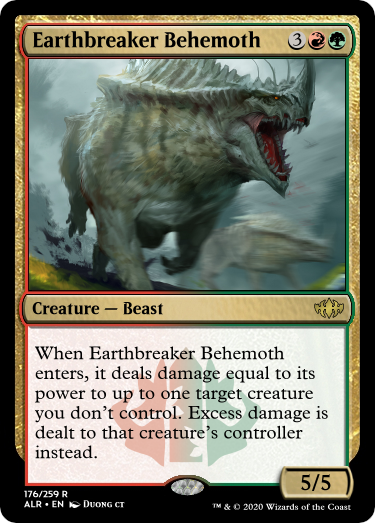 Earthbreaker Behemoth 3
Creature — Beast
When Earthbreaker Behemoth
enters, it deals damage equal to its
power to up to one target creature
you don't control. Excess damage is
dealt to that creature's controller
instead.
5/5
176/259 R
ALR • EN DUONG CT
™ & © 2020 Wizards of the Coast